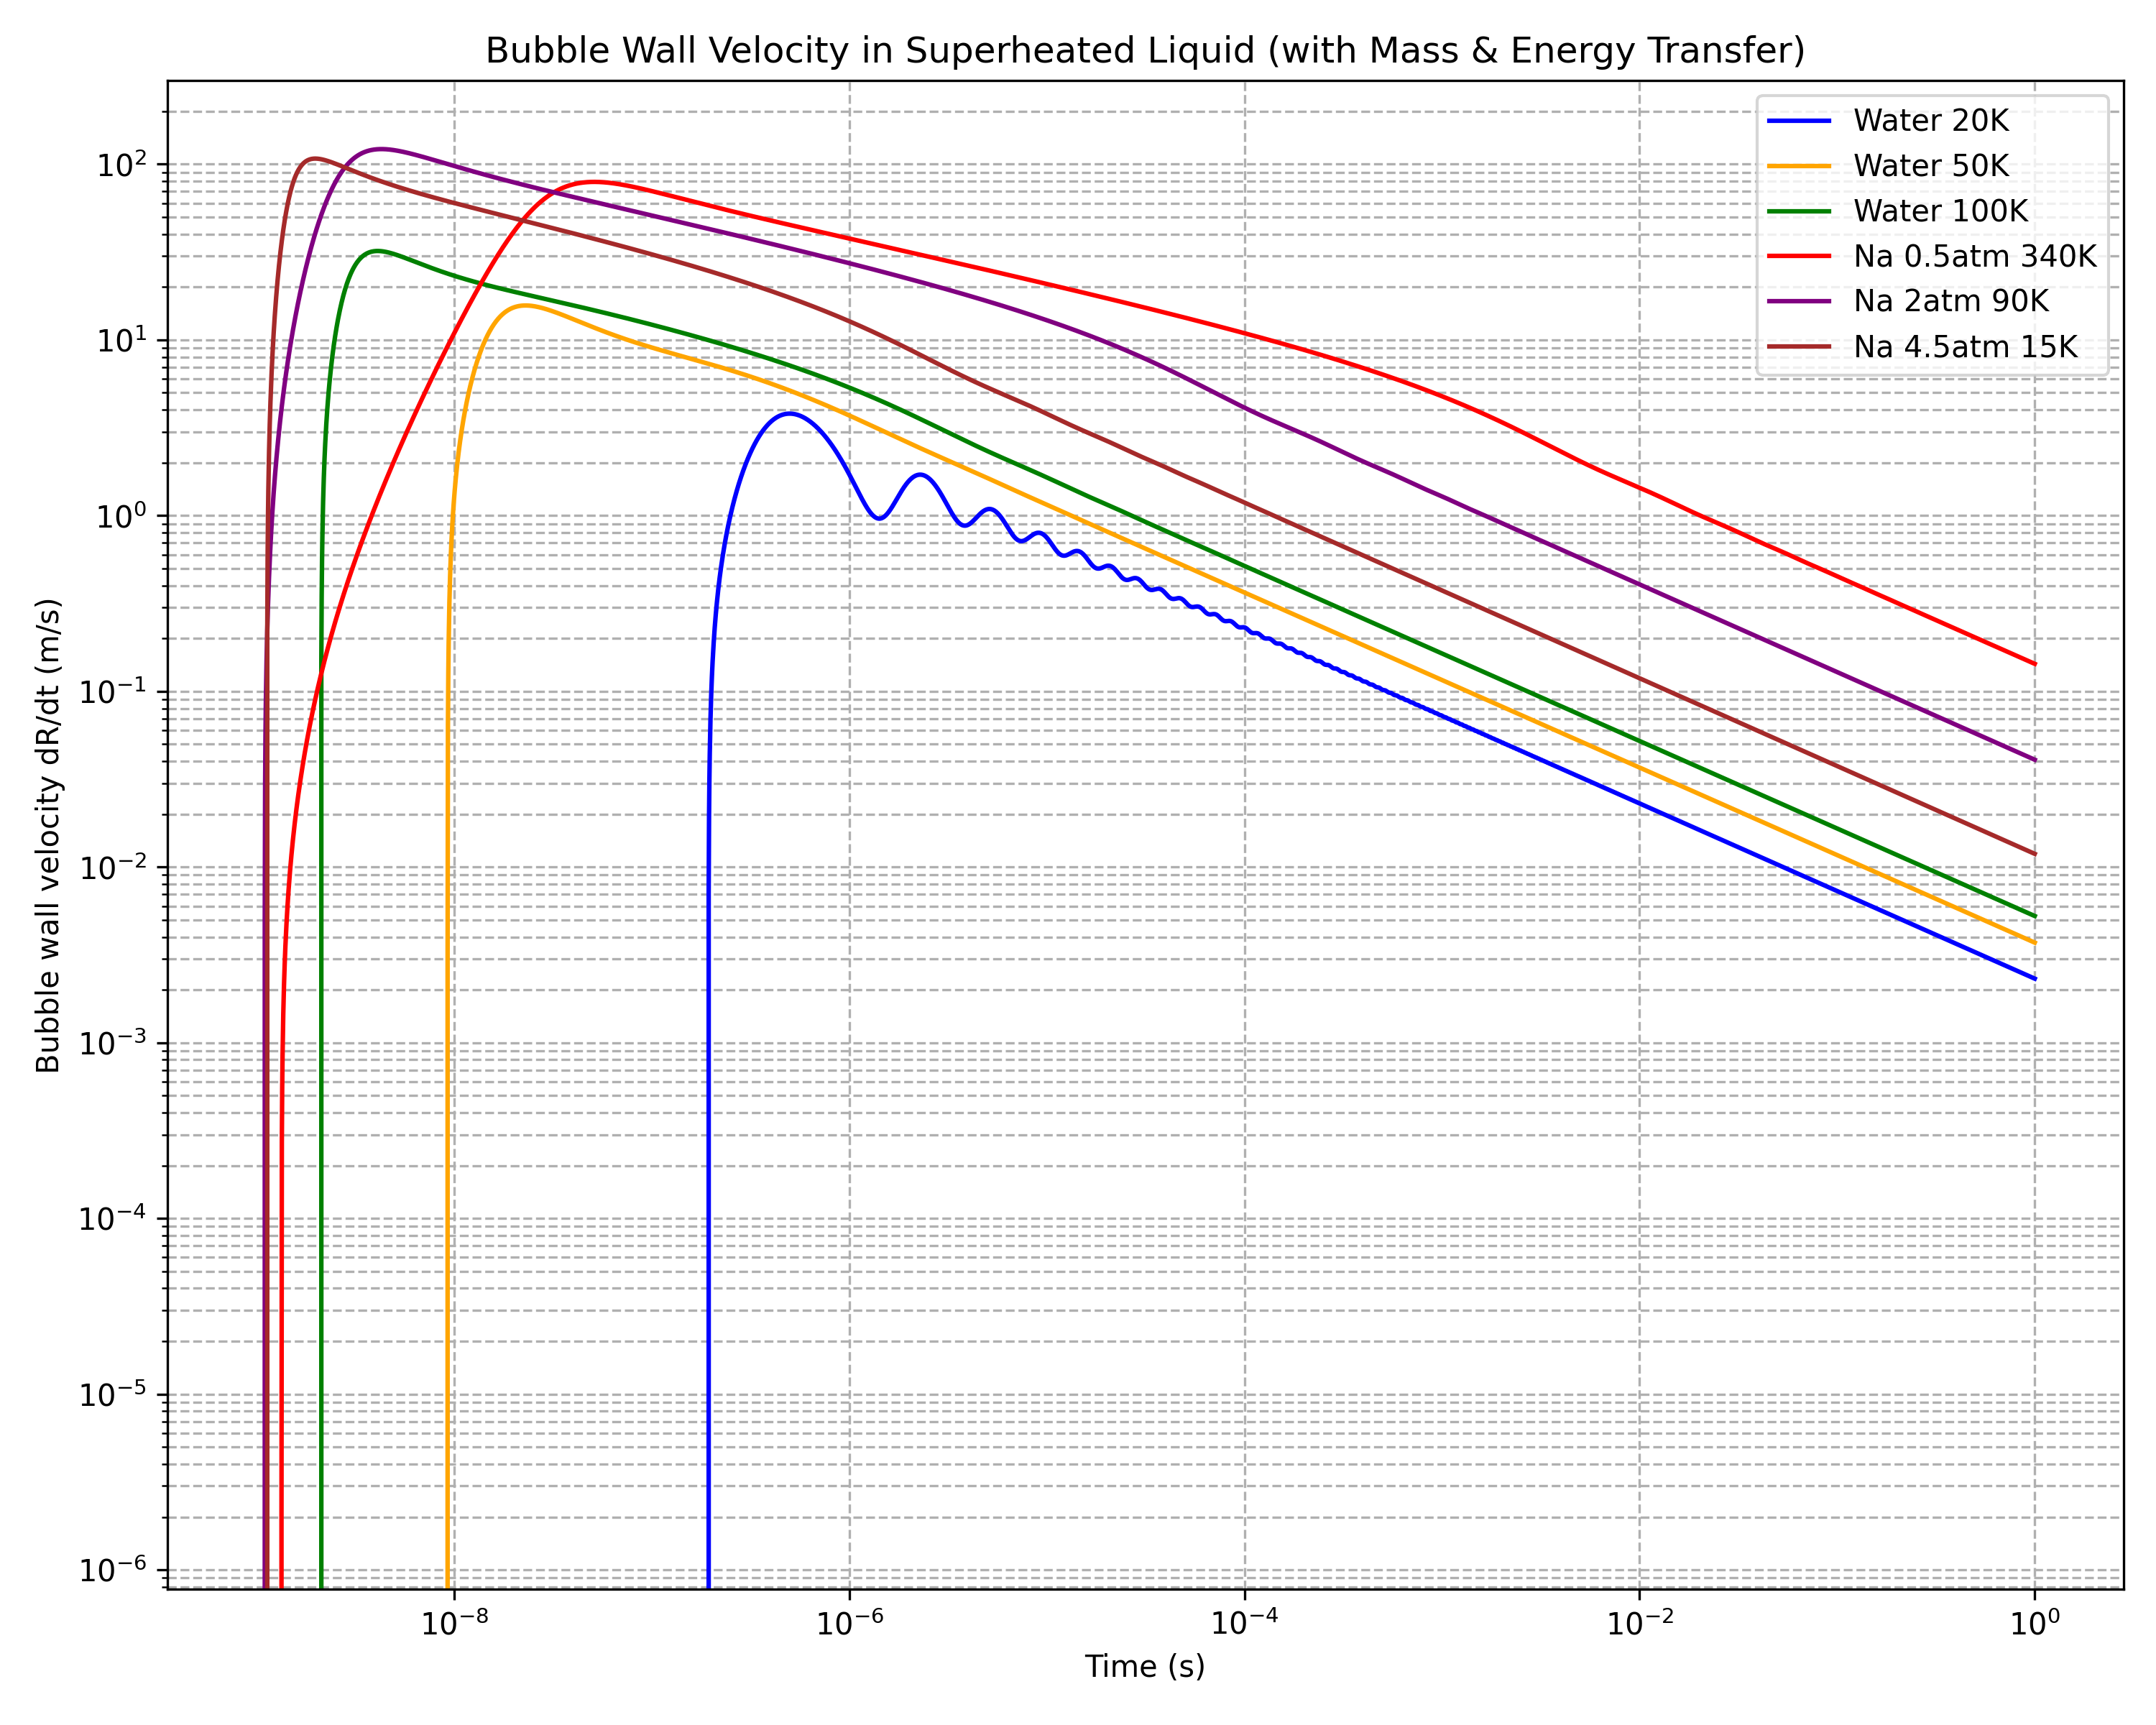 Bubble Wall Velocity in Superheated Liquid (with Mass & Energy Transfer)
Water 20K
Water 50K
Water 100K
Na 0.5atm 340K
Na 2atm 90K
Na 4.5atm 15K
Bubble wall velocity dR/dt (m/s)
10²
10¹
10⁰
10⁻¹
10⁻²
10⁻³
10⁻⁴
10⁻⁵
10⁻⁶
10⁻⁸
10⁻⁶
10⁻⁴
10⁻²
10⁰
Time (s)